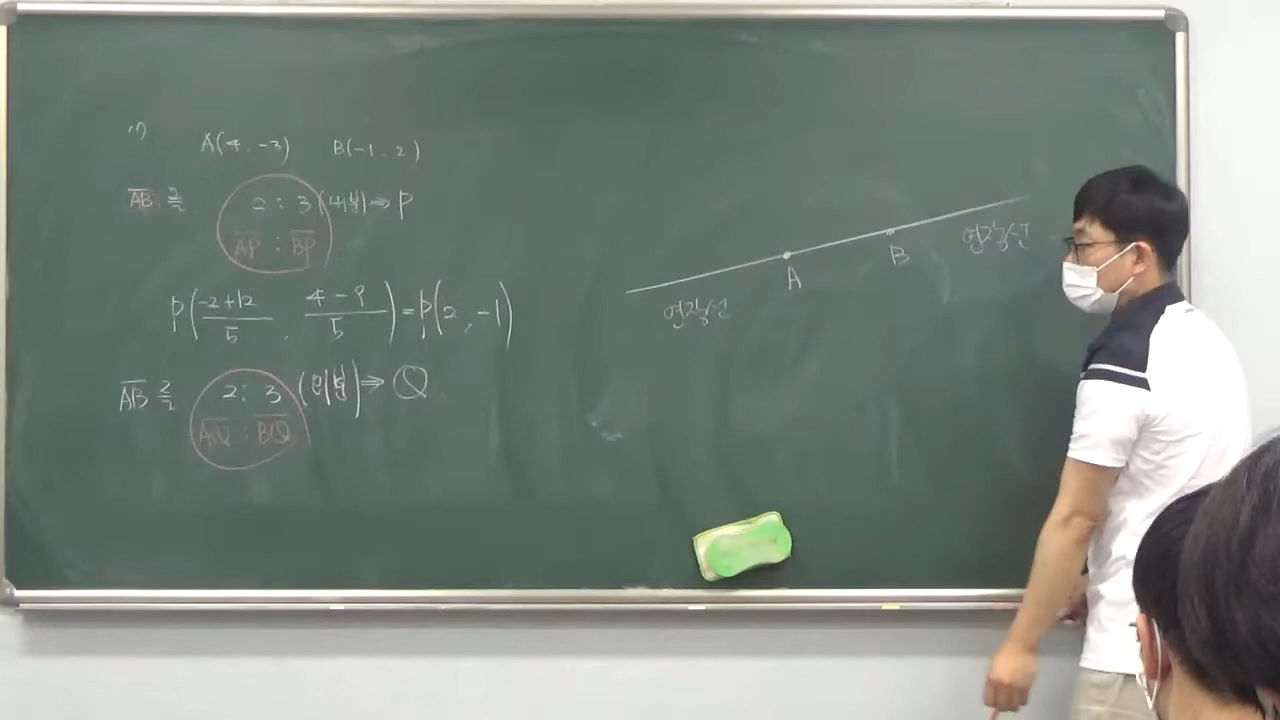 1)
A(4, -3) B(-1, 2)
AB를 2 : 3 (내분) ⇒ P
AP : BP
P(-2+12/5, 4-9/5) = P(2, -1)
AB를 2 : 3 (외분) ⇒ Q
AQ : BQ
A
B
연장선
연장선